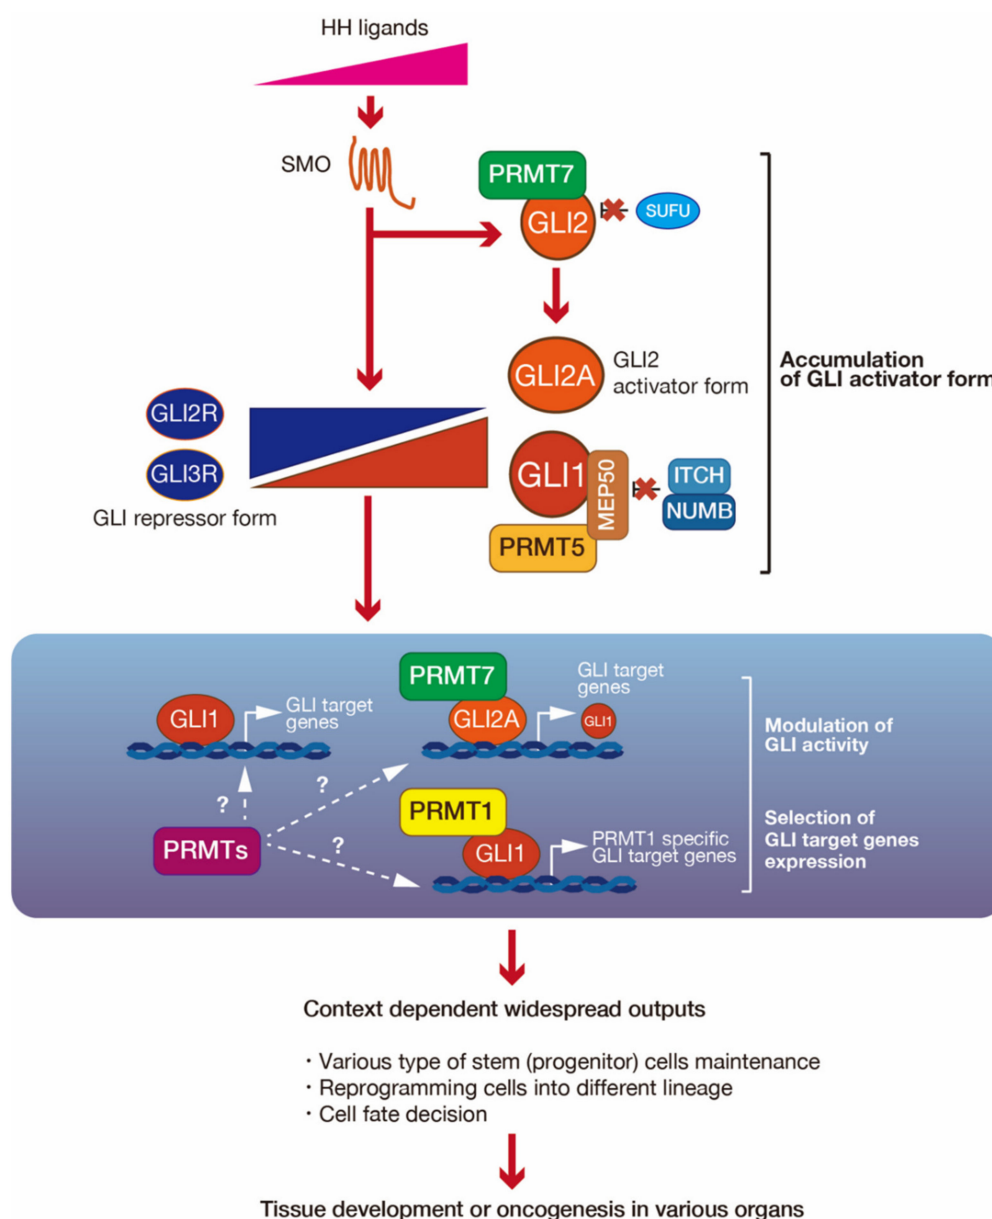 HH ligands
SMO
PRMT7
GLI2
SUFU
GLI2A
GLI2
activator form
Accumulation
of GLI activator form
GLI2R
GLI3R
GLI repressor form
GLI1
MEP50
ITCH
NUMB
PRMT5
PRMT7
GLI target
genes
GLI1
GLI target
genes
GLI2A
GLI1
Modulation of
GLI activity
?
?
PRMT1
?
PRMTs
GLI1
PRMT1 specific
GLI target genes
Selection of
GLI target genes
expression
Context dependent widespread outputs
・Various type of stem (progenitor) cells maintenance
・Reprogramming cells into different lineage
・Cell fate decision
Tissue development or oncogenesis in various organs